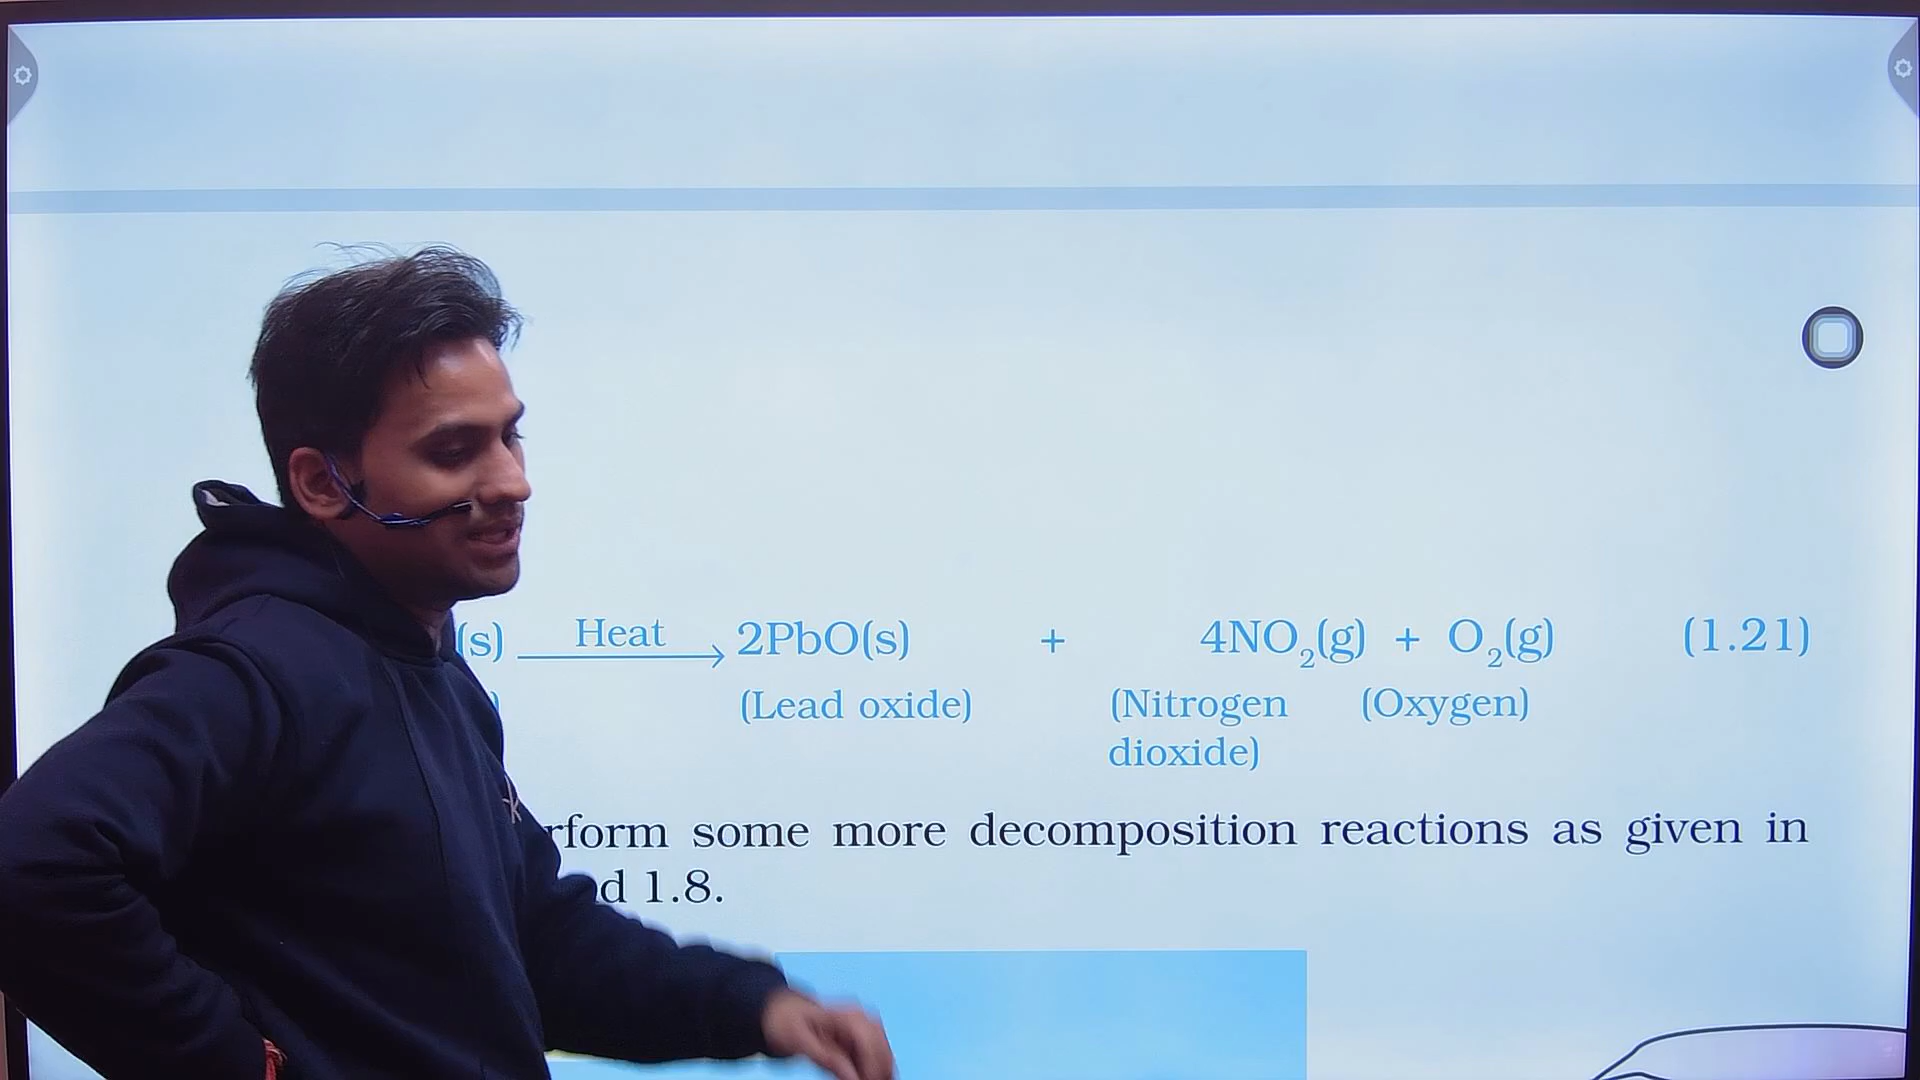 (s) Heat 2PbO(s) + 4NO₂(g) + O₂(g) (1.21)
) (Lead oxide) (Nitrogen (Oxygen)
dioxide)
some more decomposition reactions as given in
1.8.